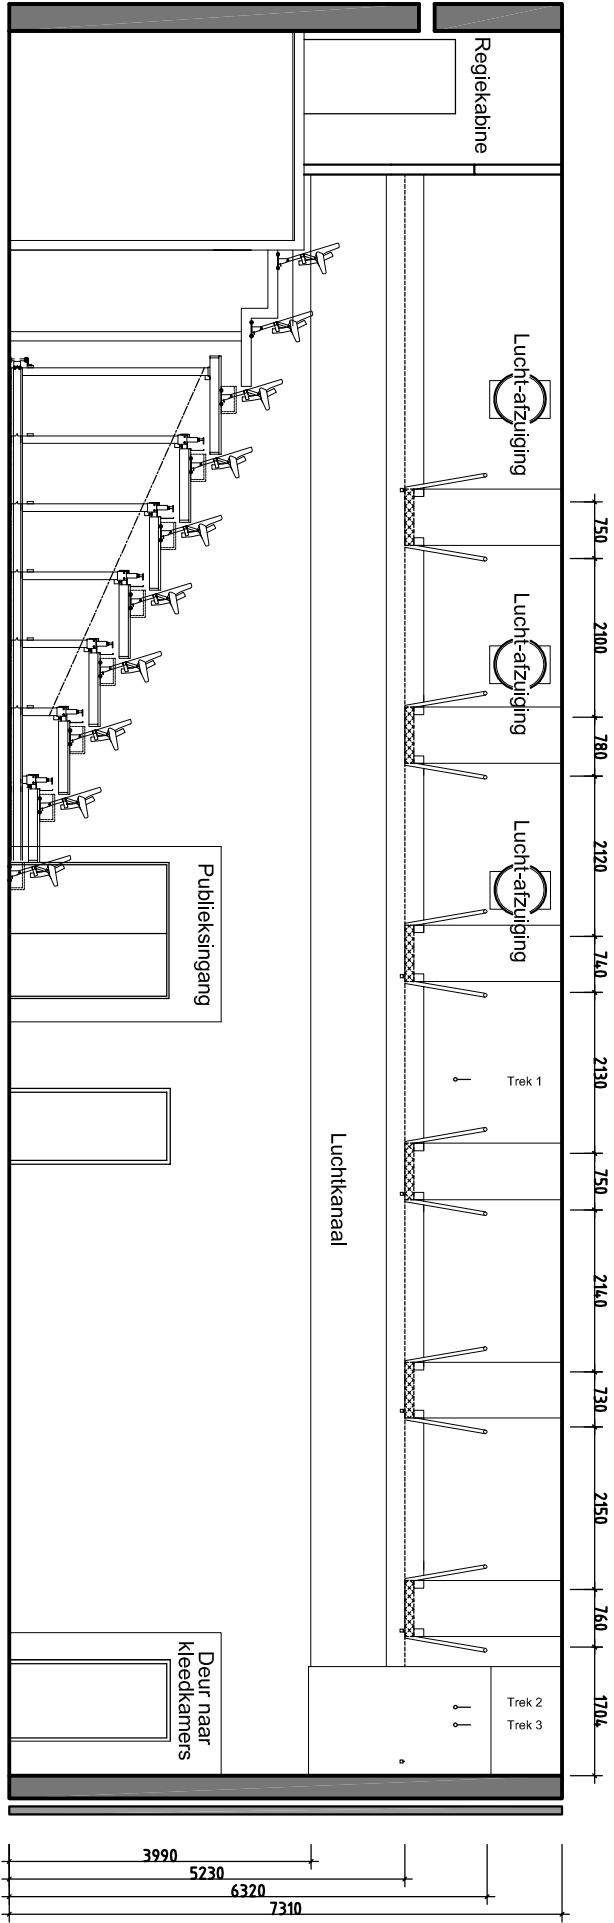 Regiekabine
Lucht-afzuiging
750
2100
Lucht-afzuiging
780
2120
Lucht-afzuiging
Publieksingang
740
2130
Trek 1
Luchtkanaal
750
2140
730
2150
760
Deur naar
kleedkamers
Trek 2
Trek 3
1704
3990
5230
6320
7310